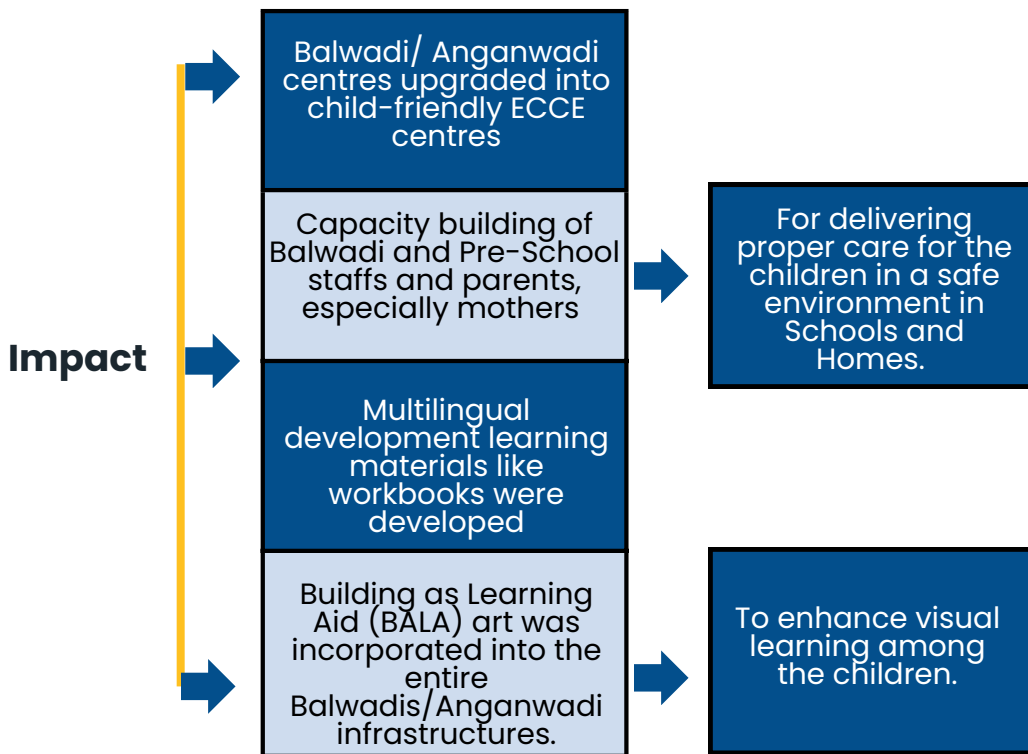 Impact
Balwadi/ Anganwadi
centres upgraded into
child-friendly ECCE
centres
Capacity building of
Balwadi and Pre-School
staffs and parents,
especially mothers
For delivering
proper care for the
children in a safe
environment in
Schools and
Homes.
Multilingual
development learning
materials like
workbooks were
developed
Building as Learning
Aid (BALA) art was
incorporated into the
entire
Balwadis/Anganwadi
infrastructures.
To enhance visual
learning among
the children.